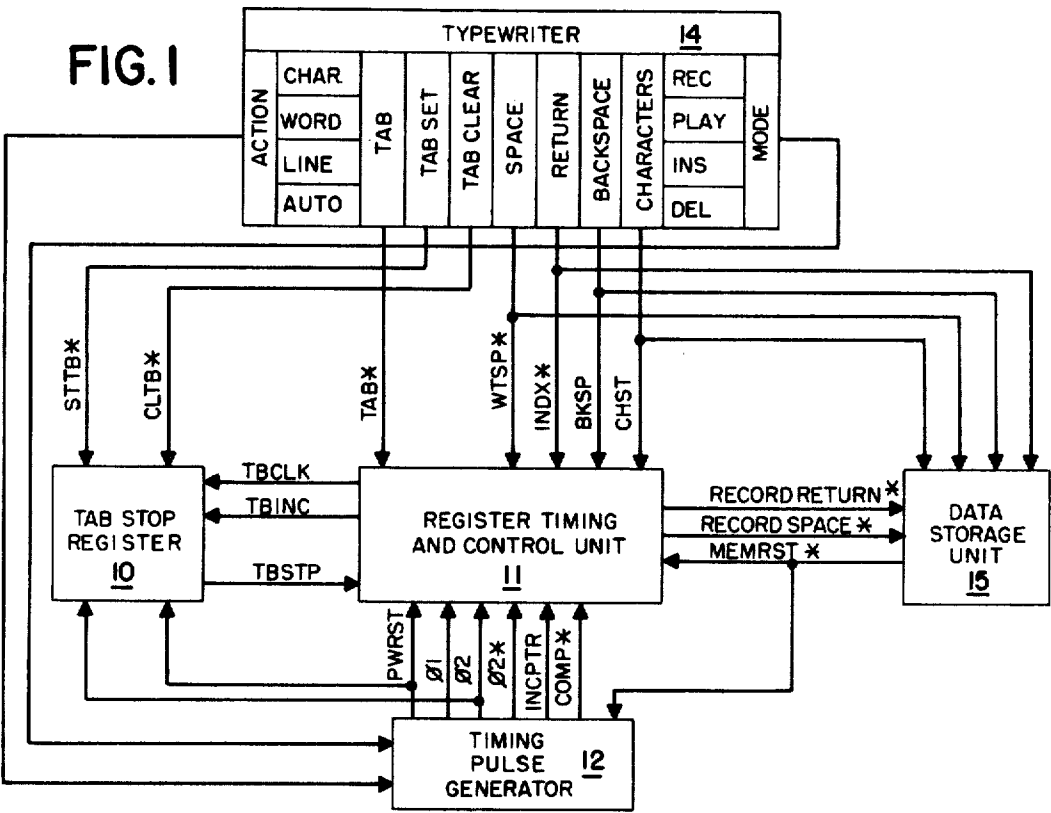 FIG. 1
TYPEWRITER 14
ACTION
CHAR.
WORD
LINE
AUTO
TAB
TAB SET
TAB CLEAR
SPACE
RETURN
BACKSPACE
CHARACTERS
REC
PLAY
INS
DEL
MODE
STTB*
CLTB*
TAB*
WTSP*
INDX*
BKSP
CHST
TAB STOP
REGISTER
10
TBCLK
TBINC
TBSTP
REGISTER TIMING
AND CONTROL UNIT
11
RECORD RETURN*
RECORD SPACE*
MEMRST*
DATA
STORAGE
UNIT
15
PWRST
Ø1
Ø2
Ø2*
INCPTR
COMP*
TIMING
PULSE
GENERATOR
12